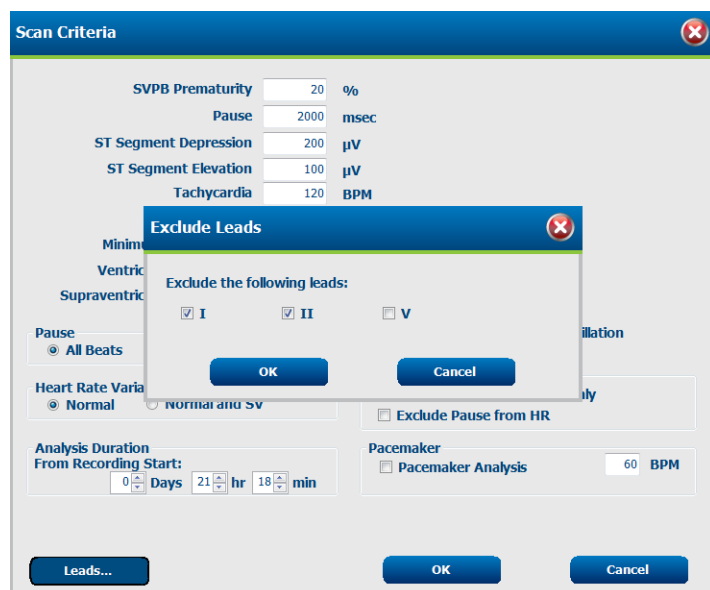 Scan Criteria
SVPB Prematurity 20 %
Pause 2000 msec
ST Segment Depression 200 µV
ST Segment Elevation 100 µV
Tachycardia 120 BPM
Exclude Leads
Exclude the following leads:
I II V
OK Cancel
Pause
All Beats
Normal Normal and SV
Exclude Pause from HR
Analysis Duration
From Recording Start:
0 Days 21 hr 18 min
Pacemaker
Pacemaker Analysis 60 BPM
Leads... OK Cancel